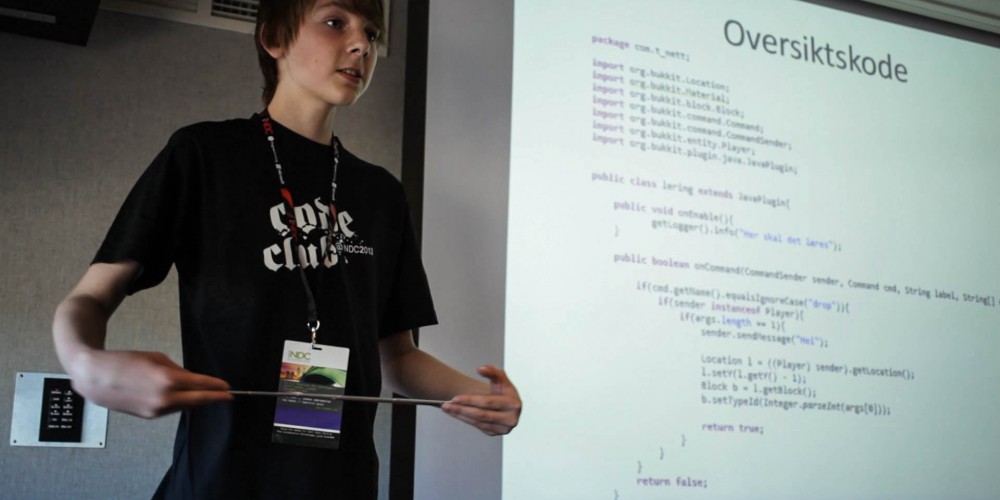 Oversiktskode
package com.t_nett;
import org.bukkit.Location;
import org.bukkit.Material;
import org.bukkit.block.Block;
import org.bukkit.command.Command;
import org.bukkit.command.CommandSender;
import org.bukkit.entity.Player;
import org.bukkit.plugin.java.JavaPlugin;
public class lering extends JavaPlugin{
public void onEnable(){
getLogger().info("Her skal det læres");
}
public boolean onCommand(CommandSender sender, Command cmd, String label, String[]
if(cmd.getName().equalsIgnoreCase("drop")){
if(sender instanceof Player){
if(args.length == 1){
sender.sendMessage("Hei");
Location l = ((Player) sender).getLocation();
l.setY(l.getY() - 1);
Block b = l.getBlock();
b.setTypeId(Integer.parseInt(args[0]));
return true;
}
}
}
return false;
}
code
club
@NDC2013
NDC